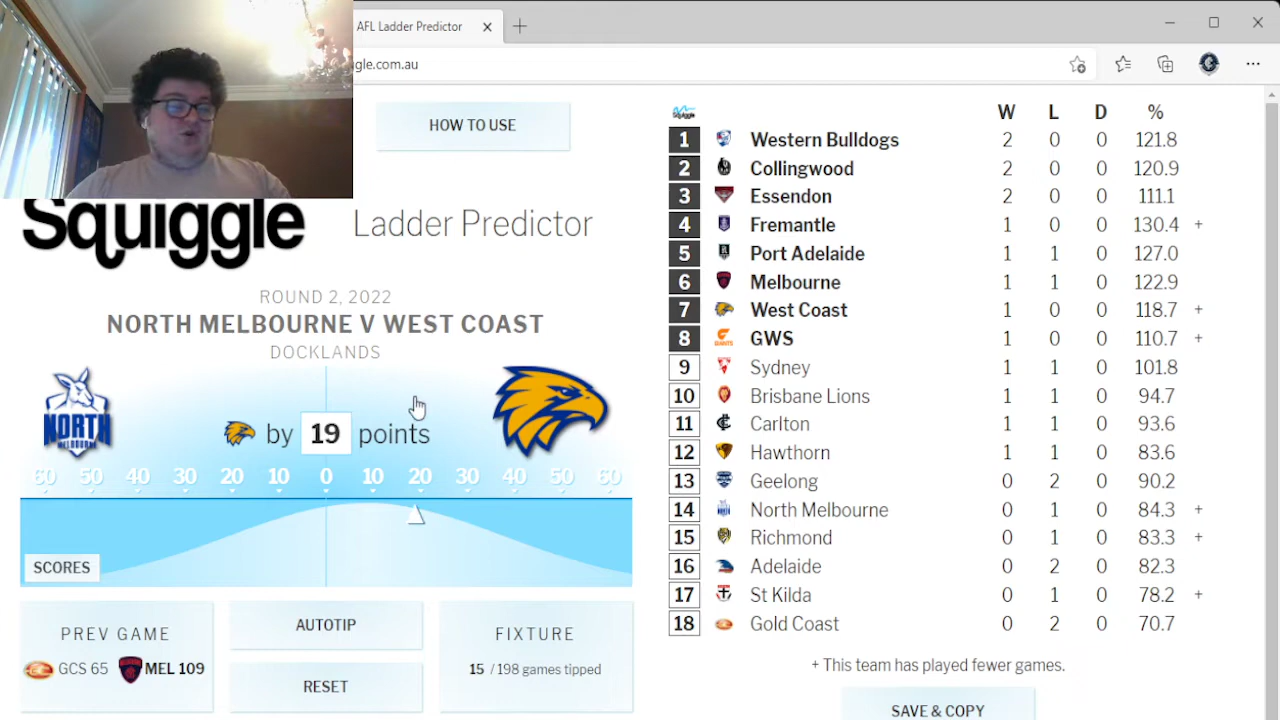 AFL Ladder Predictor
gle.com.au
HOW TO USE
Squiggle
Ladder Predictor
ROUND 2, 2022
NORTH MELBOURNE V WEST COAST
DOCKLANDS
NORTH
MELBOURNE
by 19 points
60 50 40 30 20 10 0 10 20 30 40 50 60
SCORES
PREV GAME
GCS 65 MEL 109
AUTOTIP
RESET
FIXTURE
15 / 198 games tipped
Squiggle W L D %
1 Western Bulldogs 2 0 0 121.8
2 Collingwood 2 0 0 120.9
3 Essendon 2 0 0 111.1
4 Fremantle 1 0 0 130.4 +
5 Port Adelaide 1 1 0 127.0
6 Melbourne 1 1 0 122.9
7 West Coast 1 0 0 118.7 +
8 GWS 1 0 0 110.7 +
9 Sydney 1 1 0 101.8
10 Brisbane Lions 1 1 0 94.7
11 Carlton 1 1 0 93.6
12 Hawthorn 1 1 0 83.6
13 Geelong 0 2 0 90.2
14 North Melbourne 0 1 0 84.3 +
15 Richmond 0 1 0 83.3 +
16 Adelaide 0 2 0 82.3
17 St Kilda 0 1 0 78.2 +
18 Gold Coast 0 2 0 70.7
+ This team has played fewer games.
SAVE & COPY